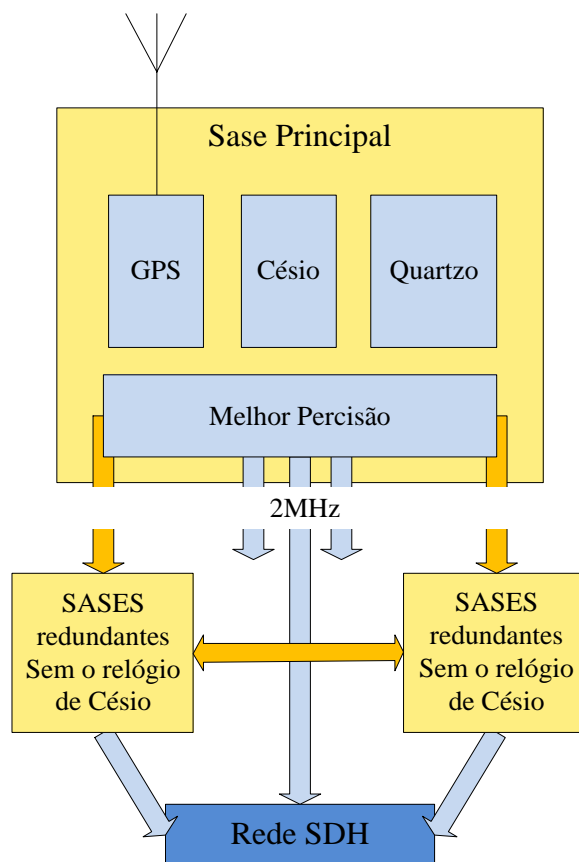 Sase Principal
GPS
Césio
Quartzo
Melhor Percisão
2MHz
SASES
redundantes
Sem o relógio
de Césio
SASES
redundantes
Sem o relógio
de Césio
Rede SDH